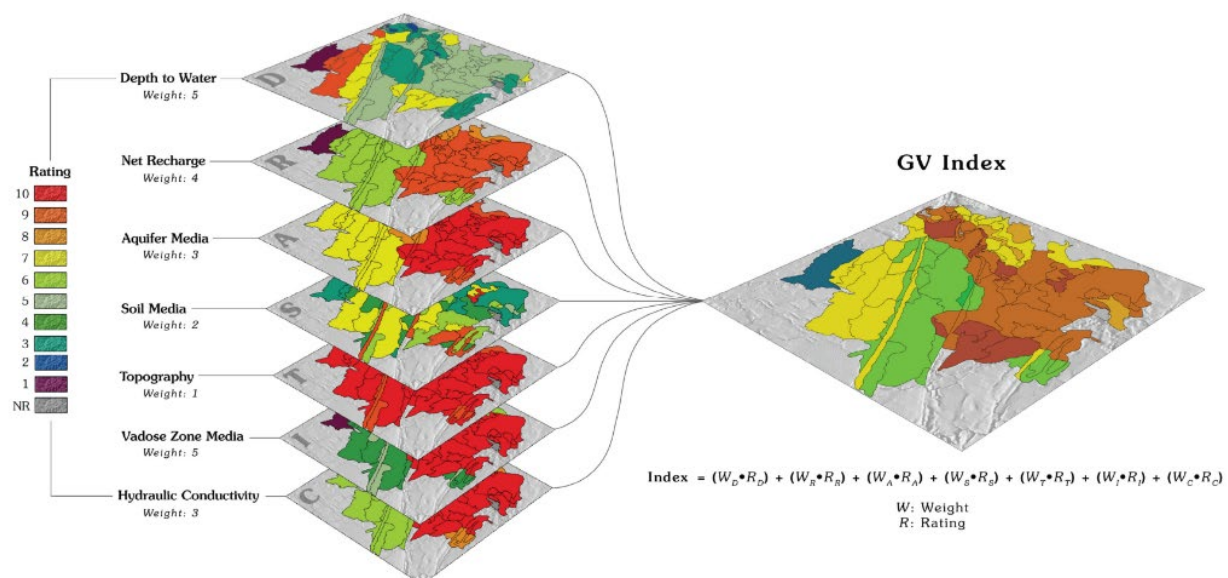 Depth to Water
Weight: 5
D
Net Recharge
Weight: 4
R
Aquifer Media
Weight: 3
A
Soil Media
Weight: 2
S
Topography
Weight: 1
T
Vadose Zone Media
Weight: 5
I
Hydraulic Conductivity
Weight: 3
C
Rating
10
9
8
7
6
5
4
3
2
1
NR
GV Index
Index = (W_D•R_D) + (W_R•R_R) + (W_A•R_A) + (W_S•R_S) + (W_T•R_T) + (W_I•R_I) + (W_C•R_C)
W: Weight
R: Rating